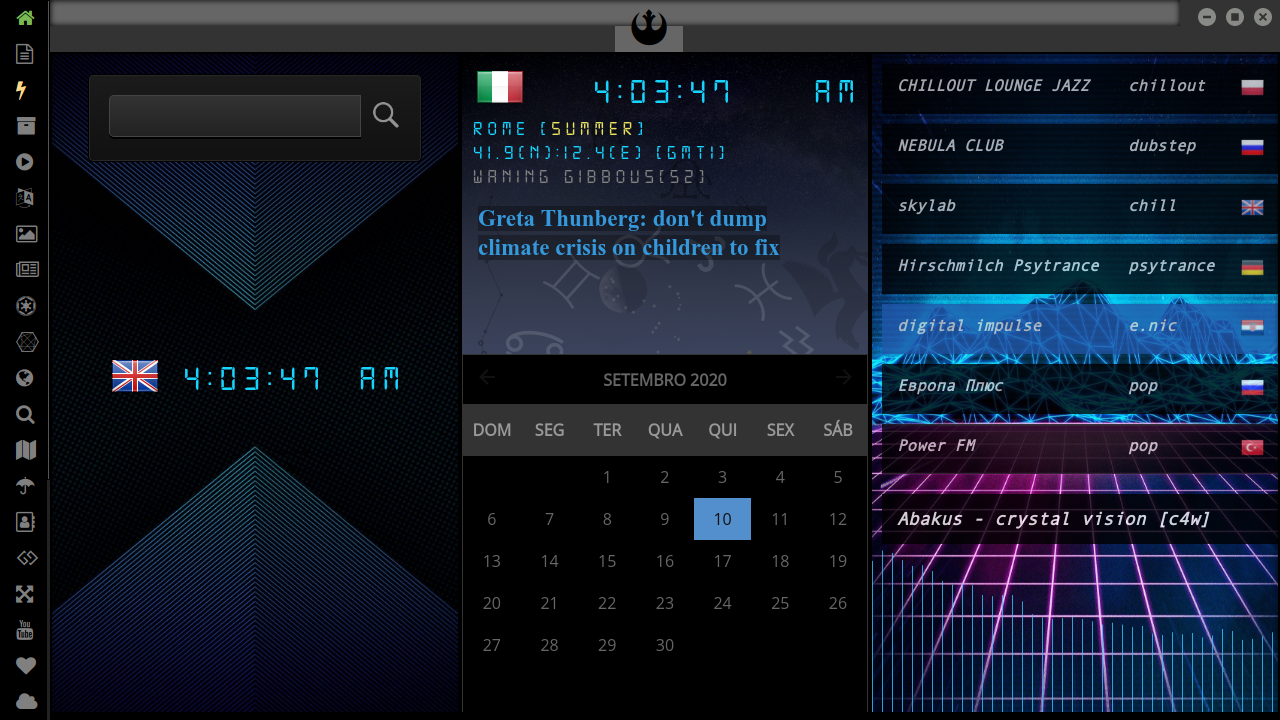 4:03:47 AM
4:03:47 AM
ROME (SUMMER)
41.9(N):12.4(E) (GMT1)
WANING GIBBOUS(52)
Greta Thunberg: don't dump
climate crisis on children to fix
SETEMBRO 2020
DOM SEG TER QUA QUI SEX SÁB
1 2 3 4 5
6 7 8 9 10 11 12
13 14 15 16 17 18 19
20 21 22 23 24 25 26
27 28 29 30
CHILLOUT LOUNGE JAZZ chillout
NEBULA CLUB dubstep
skylab chill
Hirschmilch Psytrance psytrance
digital impulse e.nic
Европа Плюс pop
Power FM pop
Abakus - crystal vision [c4w]
You
Tube